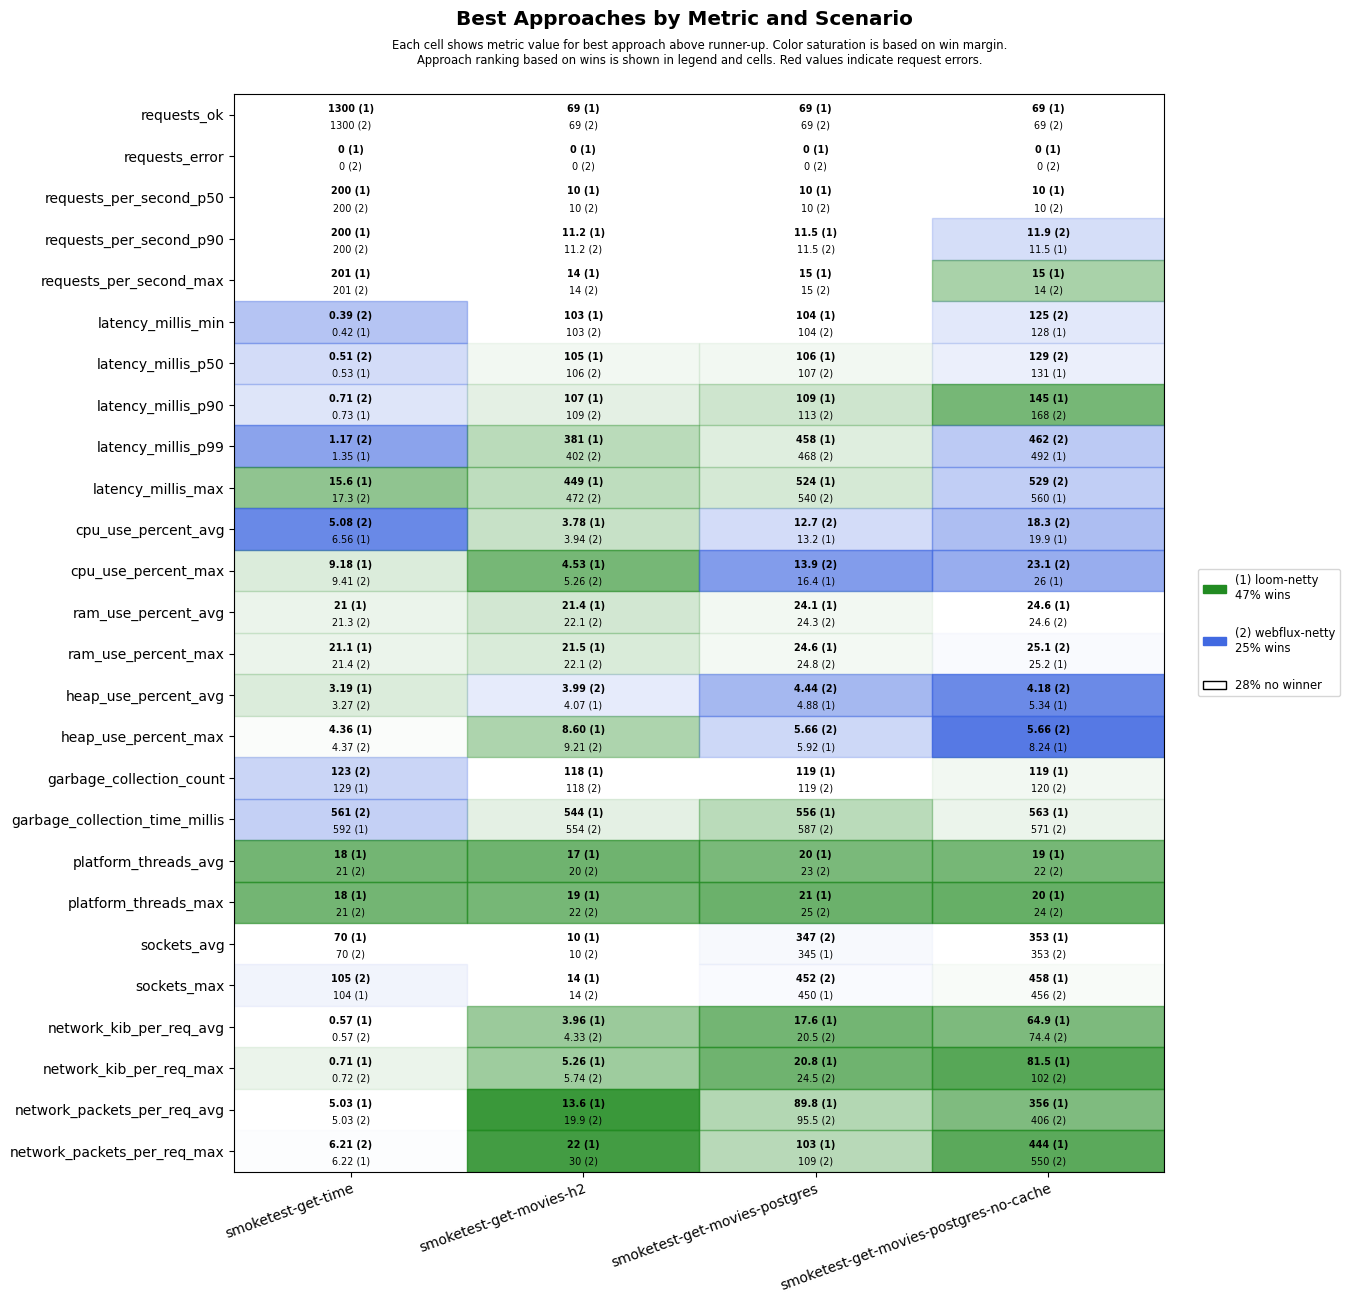 Best Approaches by Metric and Scenario
Each cell shows metric value for best approach above runner-up. Color saturation is based on win margin.
Approach ranking based on wins is shown in legend and cells. Red values indicate request errors.
requests_ok
1300 (1) 69 (1) 69 (1) 69 (1)
1300 (2) 69 (2) 69 (2) 69 (2)
requests_error
0 (1) 0 (1) 0 (1) 0 (1)
0 (2) 0 (2) 0 (2) 0 (2)
requests_per_second_p50
200 (1) 10 (1) 10 (1) 10 (1)
200 (2) 10 (2) 10 (2) 10 (2)
requests_per_second_p90
200 (1) 11.2 (1) 11.5 (1) 11.9 (2)
200 (2) 11.2 (2) 11.5 (2) 11.5 (1)
requests_per_second_max
201 (1) 14 (1) 15 (1) 15 (1)
201 (2) 14 (2) 15 (2) 14 (2)
latency_millis_min
0.39 (2) 103 (1) 104 (1) 125 (2)
0.42 (1) 103 (2) 104 (2) 128 (1)
latency_millis_p50
0.51 (2) 105 (1) 106 (1) 129 (2)
0.53 (1) 106 (2) 107 (2) 131 (1)
latency_millis_p90
0.71 (2) 107 (1) 109 (1) 145 (1)
0.73 (1) 109 (2) 113 (2) 168 (2)
latency_millis_p99
1.17 (2) 381 (1) 458 (1) 462 (2)
1.35 (1) 402 (2) 468 (2) 492 (1)
latency_millis_max
15.6 (1) 449 (1) 524 (1) 529 (2)
17.3 (2) 472 (2) 540 (2) 560 (1)
cpu_use_percent_avg
5.08 (2) 3.78 (1) 12.7 (2) 18.3 (2)
6.56 (1) 3.94 (2) 13.2 (1) 19.9 (1)
cpu_use_percent_max
9.18 (1) 4.53 (1) 13.9 (2) 23.1 (2)
9.41 (2) 5.26 (2) 16.4 (1) 26 (1)
ram_use_percent_avg
21 (1) 21.4 (1) 24.1 (1) 24.6 (1)
21.3 (2) 22.1 (2) 24.3 (2) 24.6 (2)
ram_use_percent_max
21.1 (1) 21.5 (1) 24.6 (1) 25.1 (2)
21.4 (2) 22.1 (2) 24.8 (2) 25.2 (1)
heap_use_percent_avg
3.19 (1) 3.99 (2) 4.44 (2) 4.18 (2)
3.27 (2) 4.07 (1) 4.88 (1) 5.34 (1)
heap_use_percent_max
4.36 (1) 8.60 (1) 5.66 (2) 5.66 (2)
4.37 (2) 9.21 (2) 5.92 (1) 8.24 (1)
garbage_collection_count
123 (2) 118 (1) 119 (1) 119 (1)
129 (1) 118 (2) 119 (2) 120 (2)
garbage_collection_time_millis
561 (2) 544 (1) 556 (1) 563 (1)
592 (1) 554 (2) 587 (2) 571 (2)
platform_threads_avg
18 (1) 17 (1) 20 (1) 19 (1)
21 (2) 20 (2) 23 (2) 22 (2)
platform_threads_max
18 (1) 19 (1) 21 (1) 20 (1)
21 (2) 22 (2) 25 (2) 24 (2)
sockets_avg
70 (1) 10 (1) 347 (2) 353 (1)
70 (2) 10 (2) 345 (1) 353 (2)
sockets_max
105 (2) 14 (1) 452 (2) 458 (1)
104 (1) 14 (2) 450 (1) 456 (2)
network_kib_per_req_avg
0.57 (1) 3.96 (1) 17.6 (1) 64.9 (1)
0.57 (2) 4.33 (2) 20.5 (2) 74.4 (2)
network_kib_per_req_max
0.71 (1) 5.26 (1) 20.8 (1) 81.5 (1)
0.72 (2) 5.74 (2) 24.5 (2) 102 (2)
network_packets_per_req_avg
5.03 (1) 13.6 (1) 89.8 (1) 356 (1)
5.03 (2) 19.9 (2) 95.5 (2) 406 (2)
network_packets_per_req_max
6.21 (2) 22 (1) 103 (1) 444 (1)
6.22 (1) 30 (2) 109 (2) 550 (2)
smoketest-get-time
smoketest-get-movies-h2
smoketest-get-movies-postgres
smoketest-get-movies-postgres-no-cache
(1) loom-netty
47% wins
(2) webflux-netty
25% wins
28% no winner